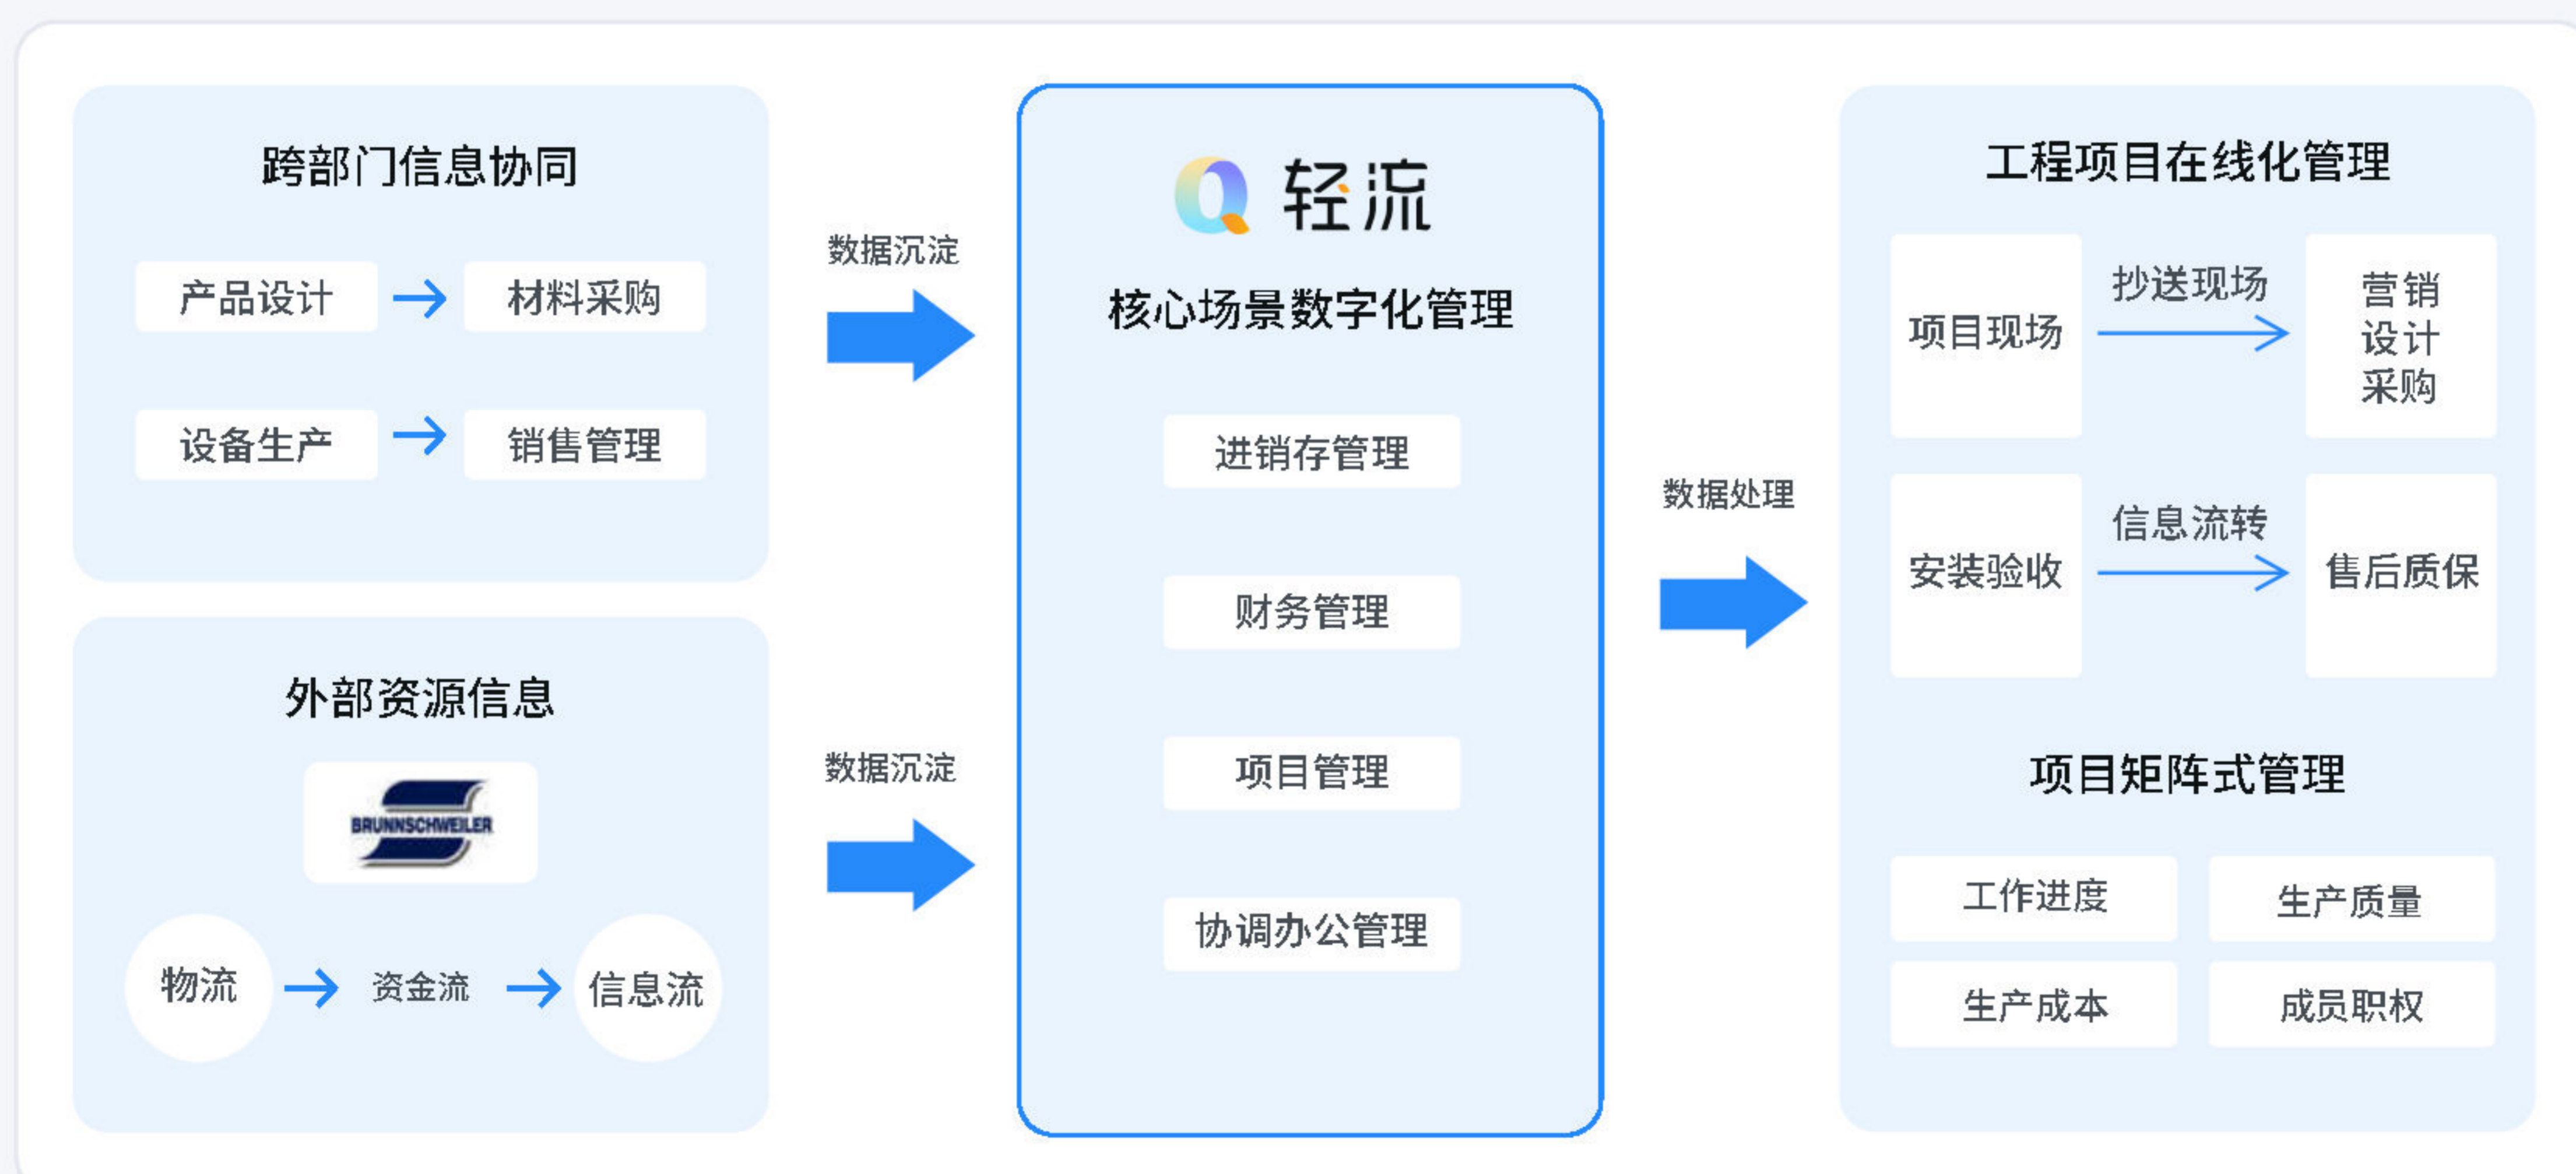 跨部门信息协同
产品设计
材料采购
设备生产
销售管理
外部资源信息
BRUNNSCHWEILER
物流
资金流
信息流
数据沉淀
数据沉淀
轻流
核心场景数字化管理
进销存管理
财务管理
项目管理
协调办公管理
数据处理
工程项目在线化管理
项目现场
抄送现场
营销
设计
采购
安装验收
信息流转
售后质保
项目矩阵式管理
工作进度
生产质量
生产成本
成员职权